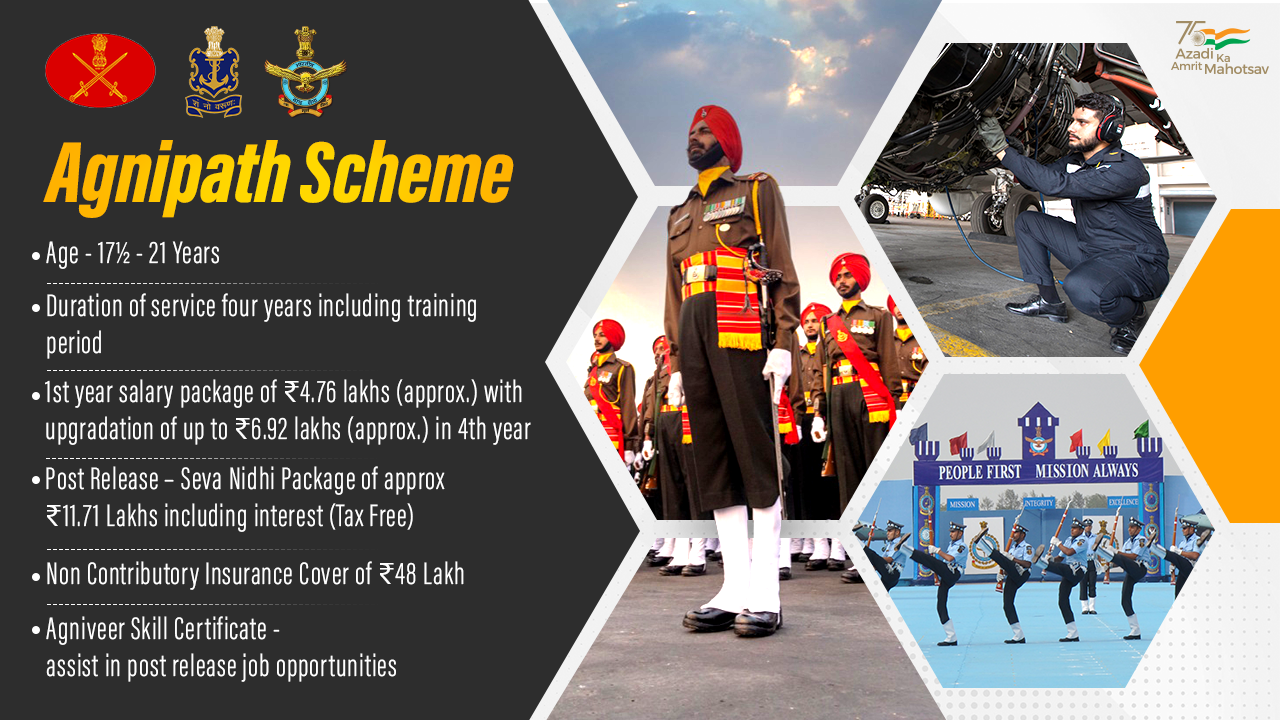 शं नो वरुणः
Agnipath Scheme
• Age - 17½ - 21 Years
• Duration of service four years including training
period
• 1st year salary package of ₹4.76 lakhs (approx.) with
upgradation of up to ₹6.92 lakhs (approx.) in 4th year
• Post Release – Seva Nidhi Package of approx
₹11.71 Lakhs including interest (Tax Free)
• Non Contributory Insurance Cover of ₹48 Lakh
• Agniveer Skill Certificate -
assist in post release job opportunities
75
Azadi Ka
Amrit Mahotsav
PEOPLE FIRST MISSION ALWAYS
MISSION INTEGRITY EXCELLENCE